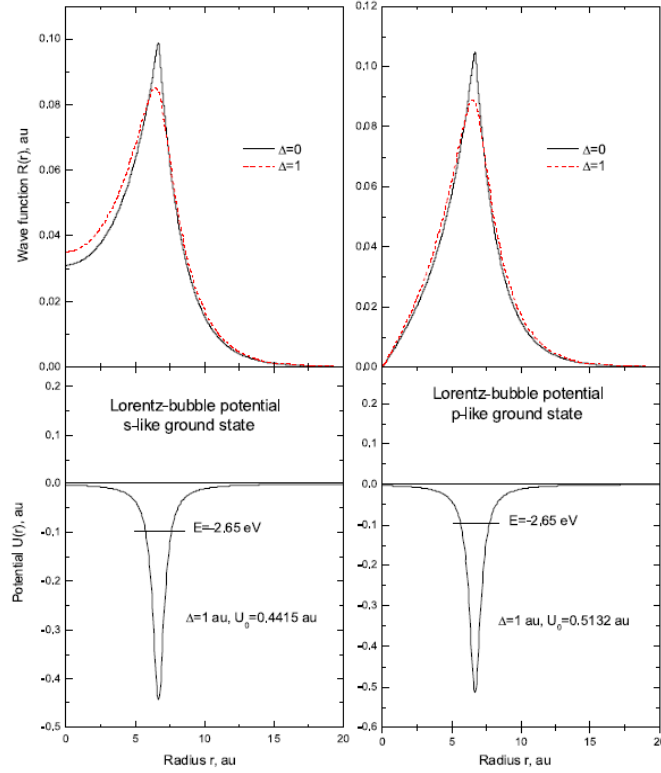 0.10
0.08
0.06
0.04
0.02
0.00
Wave function R(r), au
Δ=0
Δ=1
0.12
0.10
0.08
0.06
0.04
0.02
0.00
Δ=0
Δ=1
0.2
0.1
0.0
-0.1
-0.2
-0.3
-0.4
-0.5
Potential U(r), au
Lorentz-bubble potential
s-like ground state
E=-2,65 eV
Δ=1 au, U0=0.4415 au
0 5 10 15 20
Radius r, au
0.2
0.1
0.0
-0.1
-0.2
-0.3
-0.4
-0.5
-0.6
Lorentz-bubble potential
p-like ground state
E=-2,65 eV
Δ=1 au, U0=0.5132 au
0 5 10 15 20
Radius r, au